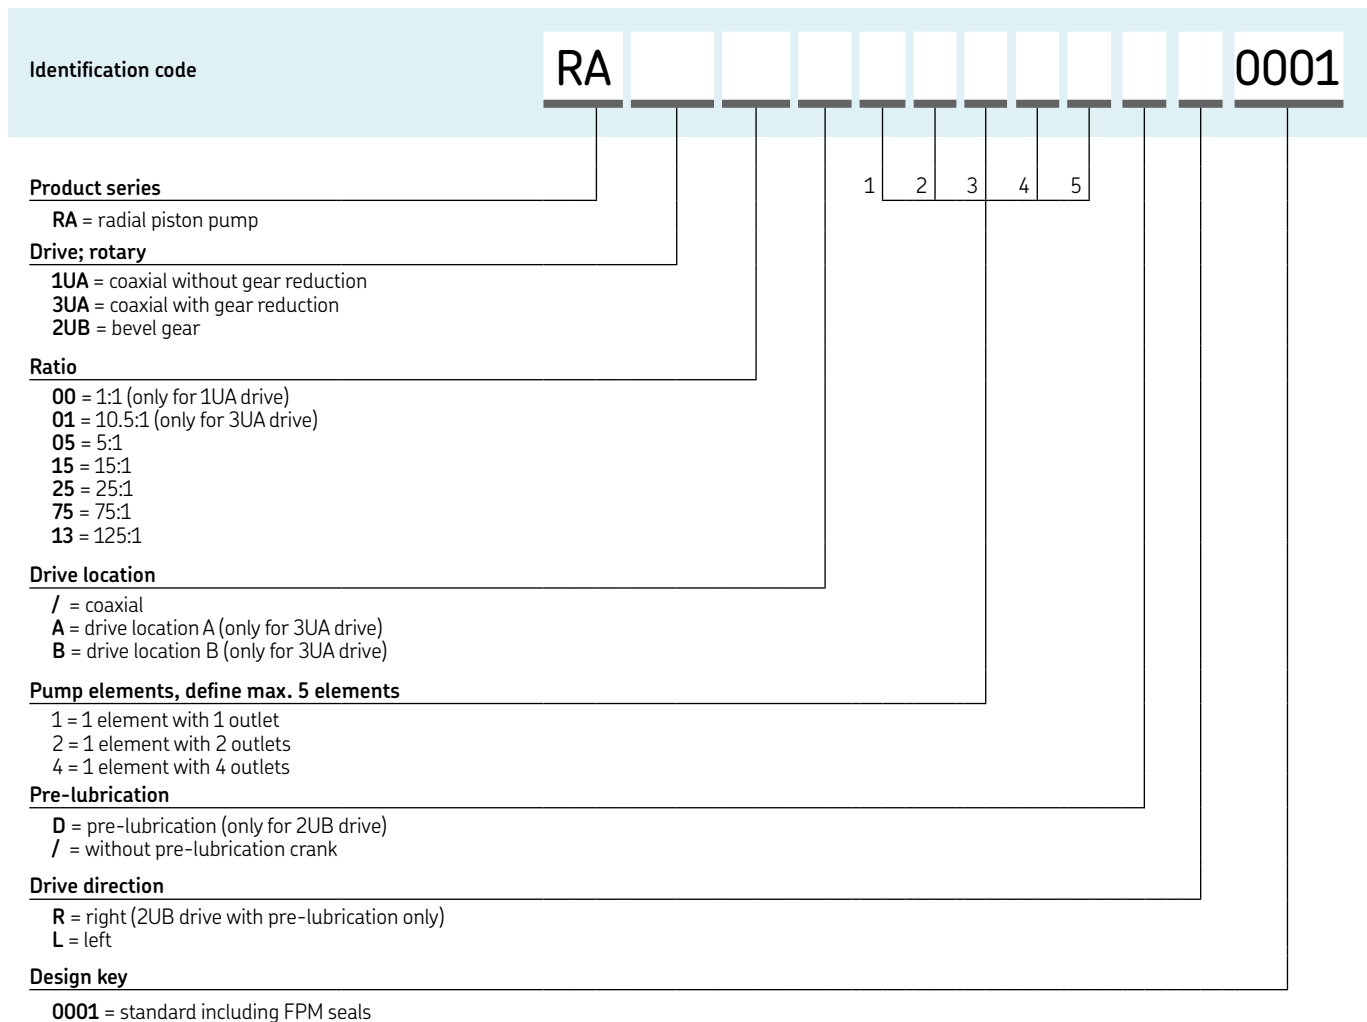 Identification code RA 0001
Product series 1 2 3 4 5
RA = radial piston pump
Drive; rotary
1UA = coaxial without gear reduction
3UA = coaxial with gear reduction
2UB = bevel gear
Ratio
00 = 1:1 (only for 1UA drive)
01 = 10.5:1 (only for 3UA drive)
05 = 5:1
15 = 15:1
25 = 25:1
75 = 75:1
13 = 125:1
Drive location
/ = coaxial
A = drive location A (only for 3UA drive)
B = drive location B (only for 3UA drive)
Pump elements, define max. 5 elements
1 = 1 element with 1 outlet
2 = 1 element with 2 outlets
4 = 1 element with 4 outlets
Pre-lubrication
D = pre-lubrication (only for 2UB drive)
/ = without pre-lubrication crank
Drive direction
R = right (2UB drive with pre-lubrication only)
L = left
Design key
0001 = standard including FPM seals